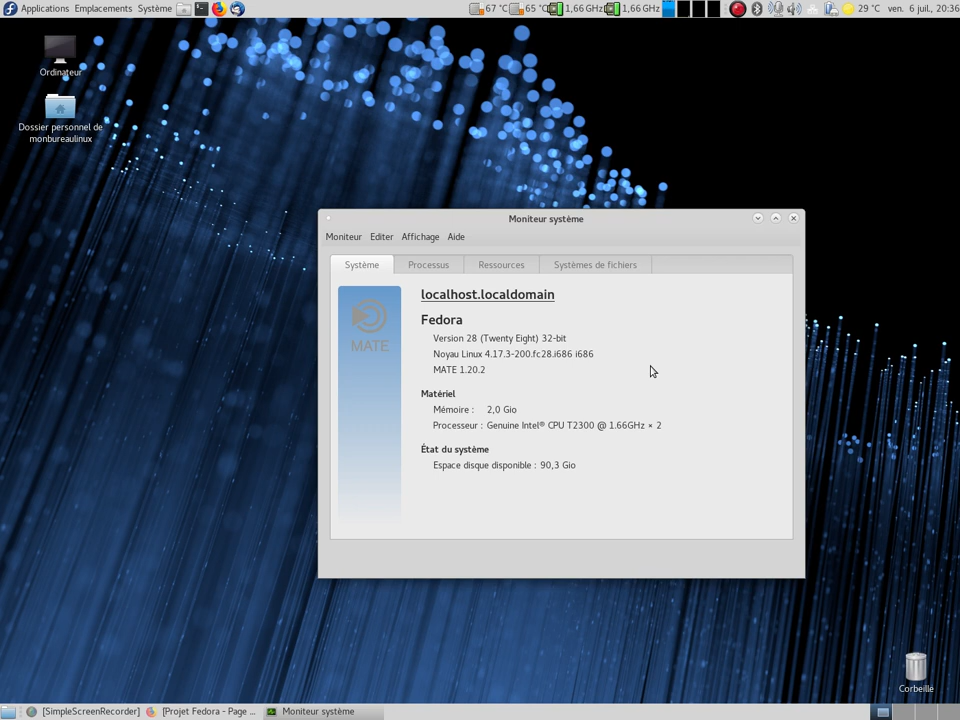 Applications Emplacements Système 67 °C 65 °C 1,66 GHz 1,66 GHz 29 °C ven. 6 juil., 20:36
Ordinateur
Dossier personnel de
monbureaulinux
Moniteur système
Moniteur Editer Affichage Aide
Système Processus Ressources Systèmes de fichiers
MATE
localhost.localdomain
Fedora
Version 28 (Twenty Eight) 32-bit
Noyau Linux 4.17.3-200.fc28.i686 i686
MATE 1.20.2
Matériel
Mémoire : 2,0 Gio
Processeur : Genuine Intel® CPU T2300 @ 1.66GHz × 2
État du système
Espace disque disponible : 90,3 Gio
Corbeille
[SimpleScreenRecorder] [Projet Fedora - Page ... Moniteur système